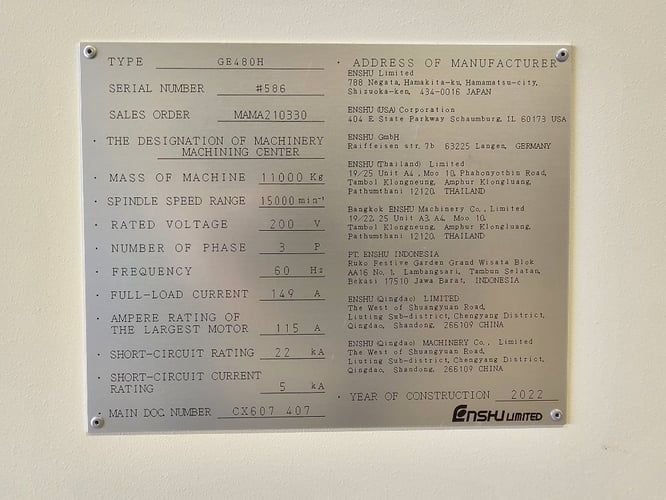 TYPE GE480H
SERIAL NUMBER #586
SALES ORDER MAMA210330
· THE DESIGNATION OF MACHINERY
MACHINING CENTER
· MASS OF MACHINE 11000 Kg
· SPINDLE SPEED RANGE 15000 min⁻¹
· RATED VOLTAGE 200 V
· NUMBER OF PHASE 3 P
· FREQUENCY 60 Hz
· FULL-LOAD CURRENT 149 A
· AMPERE RATING OF
THE LARGEST MOTOR 115 A
· SHORT-CIRCUIT RATING 22 kA
· SHORT-CIRCUIT CURRENT
RATING 5 kA
· MAIN DOC. NUMBER CX607 407
· ADDRESS OF MANUFACTURER
ENSHU Limited
788 Negata, Hamakita-ku, Hamamatsu-city,
Shizuoka-ken, 434-0016 JAPAN
ENSHU (USA) Corporation
404 E State Parkway Schaumburg, IL 60173 USA
ENSHU GmbH
Raiffeisen str. 7b 63225 Langen, GERMANY
ENSHU (Thailand) Limited
19/25 Unit A4, Moo 10, Phahonyothin Road,
Tambol Klongneung, Amphur Klongluang,
Pathumthani 12120, THAILAND
Bangkok ENSHU Machinery Co., Limited
19/22, 25 Unit A3, A4, Moo 10,
Tambol Klongneung, Amphur Klongluang,
Pathumthani 12120, THAILAND
PT. ENSHU INDONESIA
Ruko Festive Garden Grand Wisata Blok
AA16 No. 1, Lambangsari, Tambun Selatan,
Bekasi 17510 Jawa Barat, INDONESIA
ENSHU (Qingdao) LIMITED
The West of Shuangyuan Road,
Liuting Sub-district, Chengyang District,
Qingdao, Shandong, 266109 CHINA
ENSHU (Qingdao) MACHINERY Co., Limited
The West of Shuangyuan Road,
Liuting Sub-district, Chengyang District,
Qingdao, Shandong, 266109 CHINA
· YEAR OF CONSTRUCTION 2022
ENSHU LIMITED